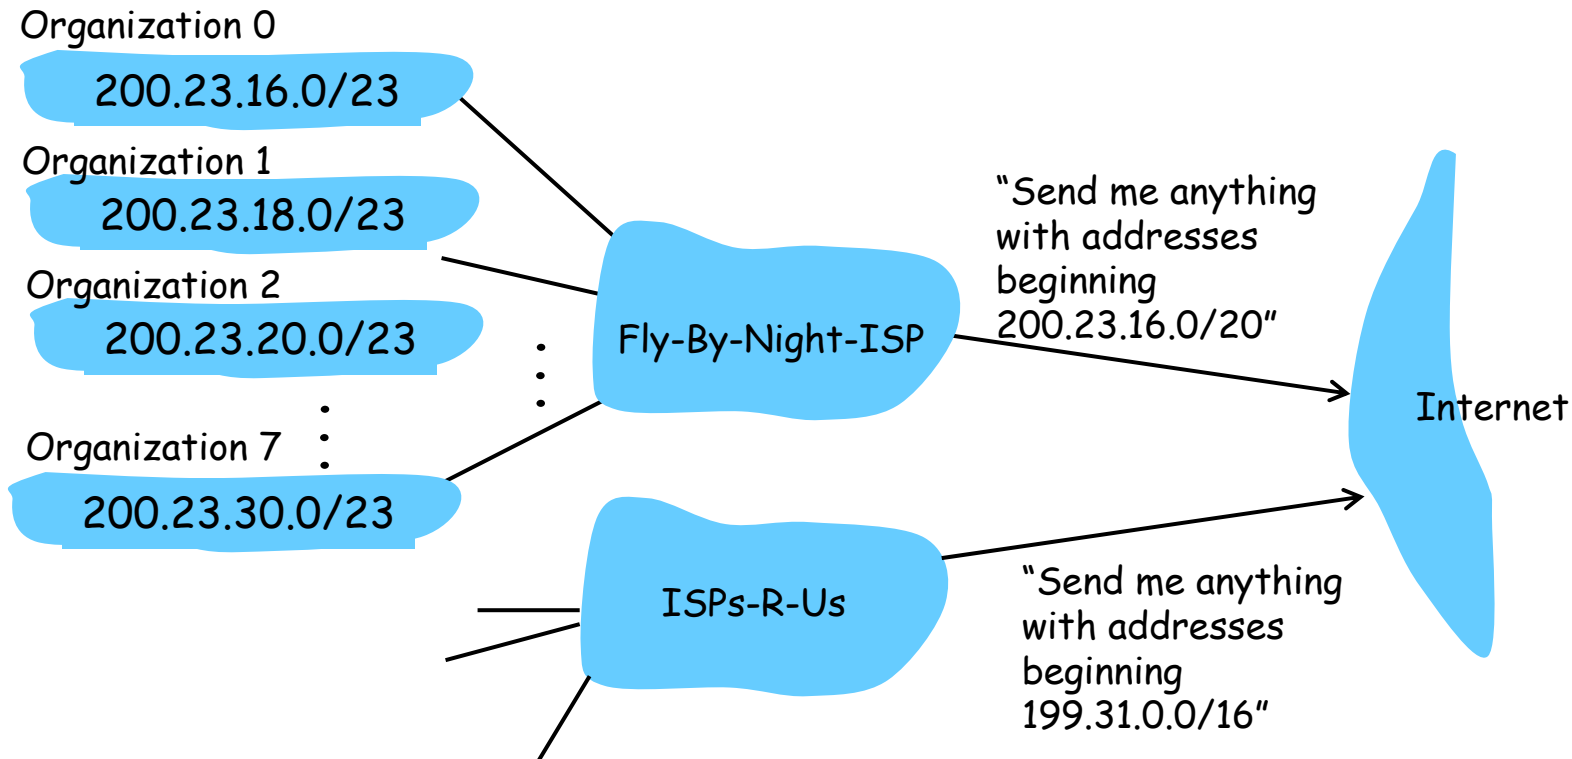 Organization 0
200.23.16.0/23
Organization 1
200.23.18.0/23
Organization 2
200.23.20.0/23
Organization 7
200.23.30.0/23
Fly-By-Night-ISP
“Send me anything
with addresses
beginning
200.23.16.0/20”
Internet
ISPs-R-Us
“Send me anything
with addresses
beginning
199.31.0.0/16”